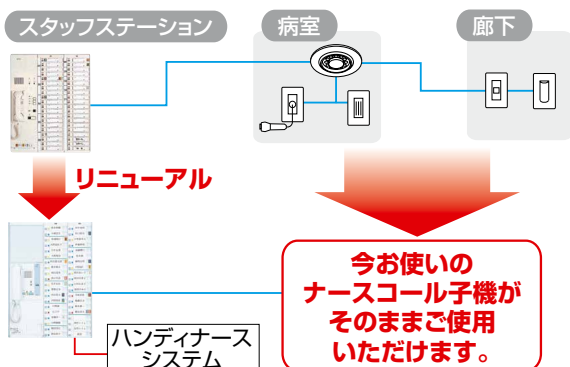 スタッフステーション
病室
廊下
リニューアル
今お使いの
ナースコール子機が
そのままご使用
いただけます。
ハンディナース
システム